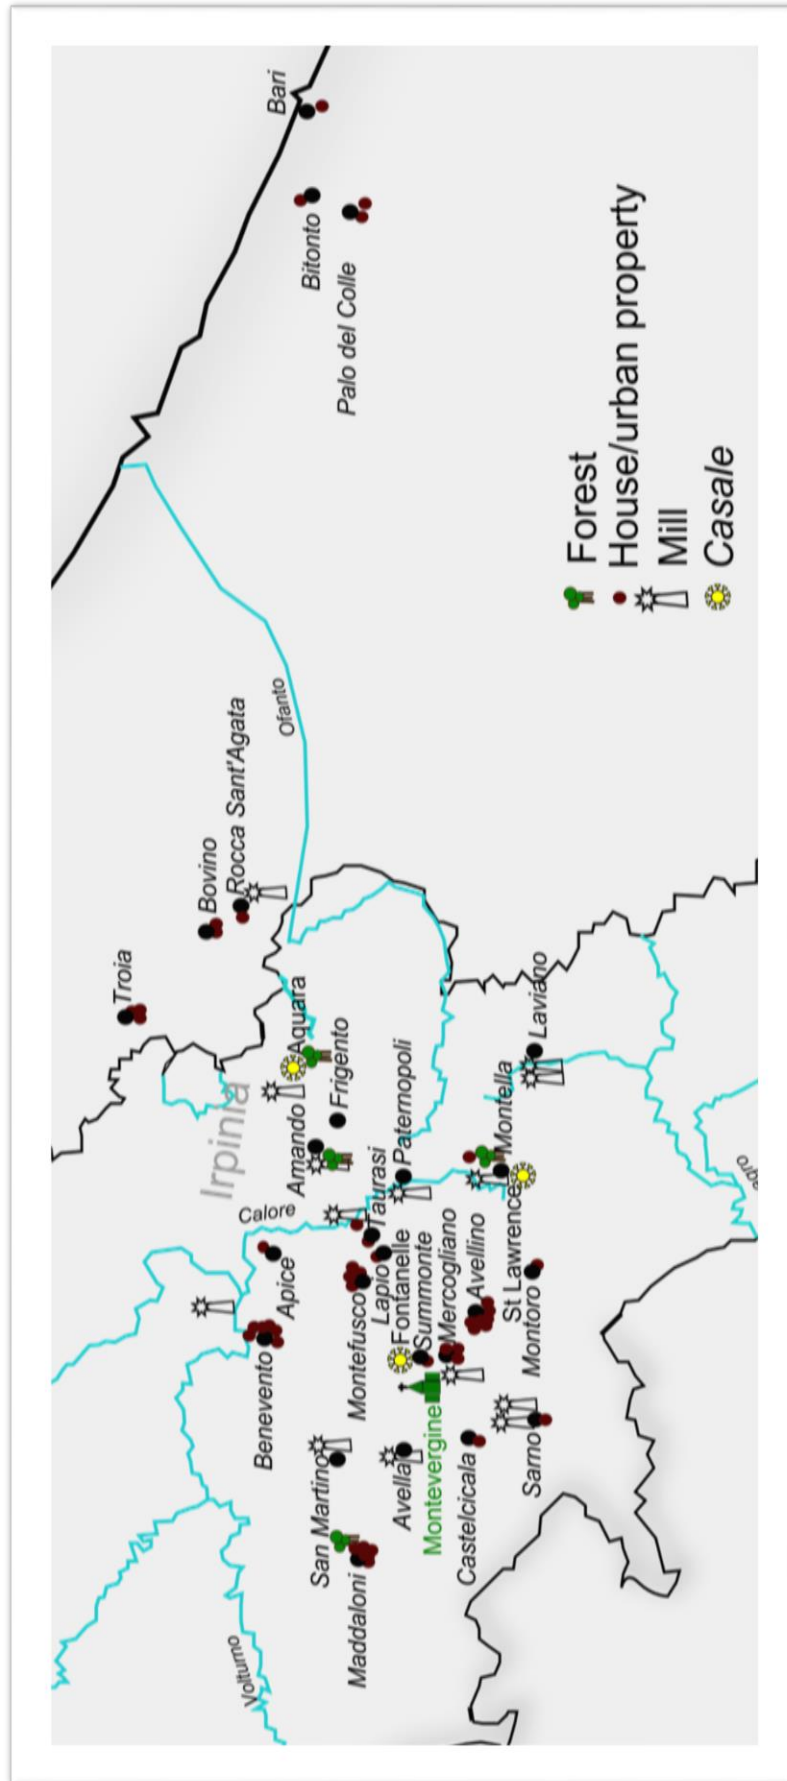 Bari
Bitonto
Palo del Colle
Ofanto
Rocca Sant'Agata
Bovino
Troia
Irpinia
Aquara
Frigento
Amando
Paternopoli
Laviano
Montella
Taurasi
Calore
Apice
Lapio
Fontanelle
Summonte
Mercogliano
Avellino
St Lawrence
Montoro
Montefusco
Benevento
Montevergine
San Martino
Avella
Castelcicala
Sarno
Maddaloni
Volturno
Forest
House/urban property
Mill
Casale